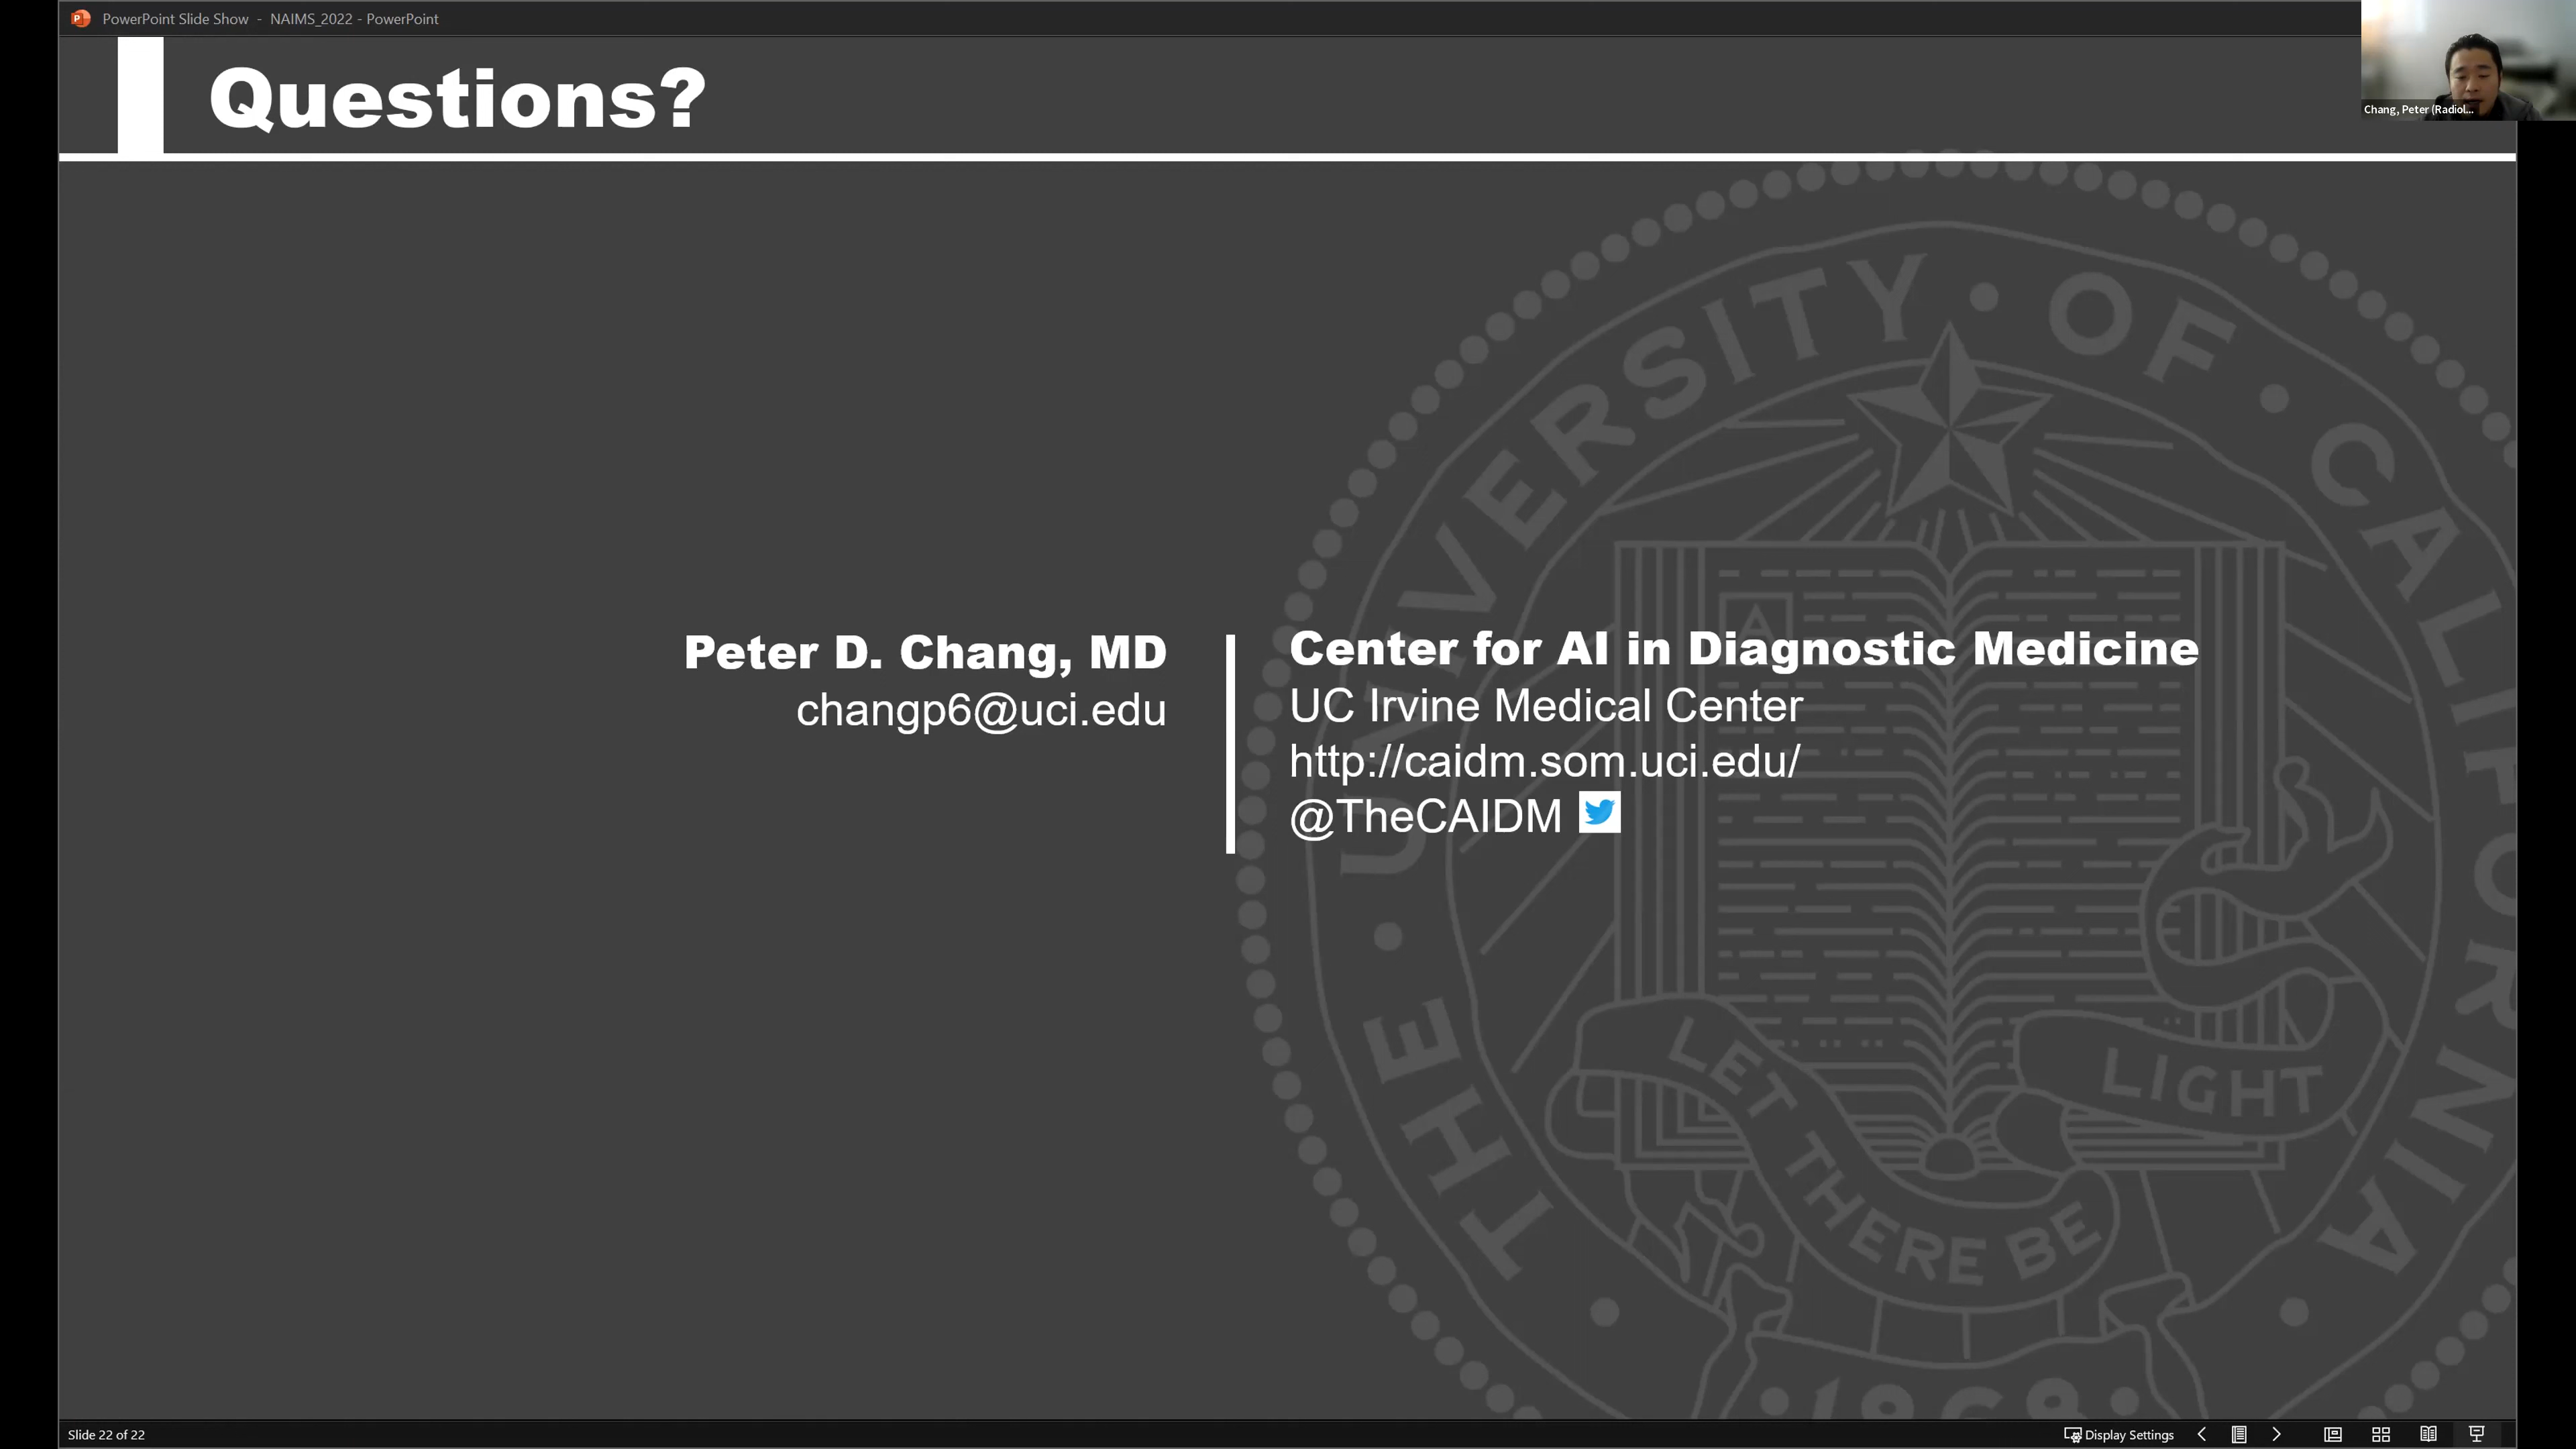 PowerPoint Slide Show - NAIMS_2022 - PowerPoint
Chang, Peter (Radiol...
Questions?
Peter D. Chang, MD
changp6@uci.edu
Center for AI in Diagnostic Medicine
UC Irvine Medical Center
http://caidm.som.uci.edu/
@TheCAIDM
THE · UNIVERSITY · OF · CALIFORNIA
A
LET THERE BE
LIGHT
1868
Slide 22 of 22
Display Settings